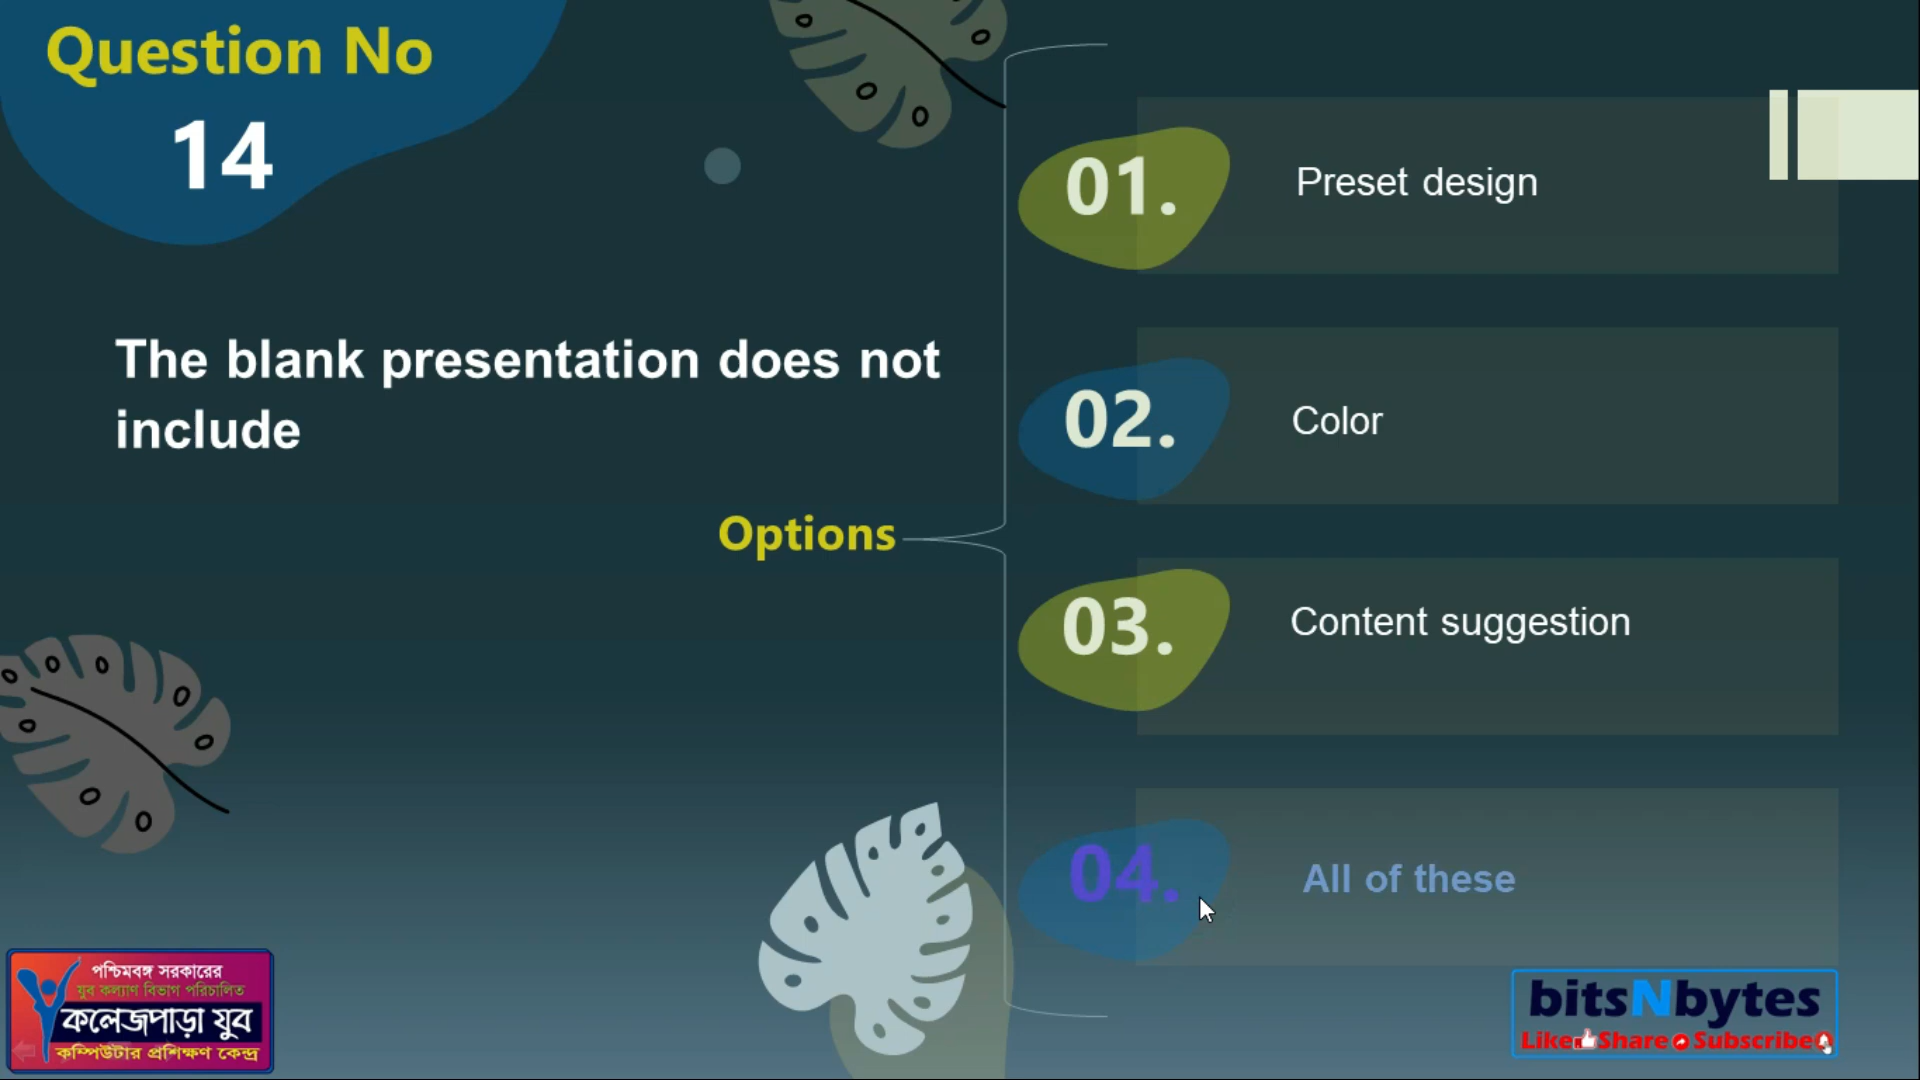 Question No
14
The blank presentation does not
include
Options
01.
Preset design
02.
Color
03.
Content suggestion
04.
All of these
পশ্চিমবঙ্গ সরকারের
যুব কল্যাণ বিভাগ পরিচালিত
কলেজপাড়া যুব
কম্পিউটার প্রশিক্ষণ কেন্দ্র
bitsNbytes
Like Share Subscribe